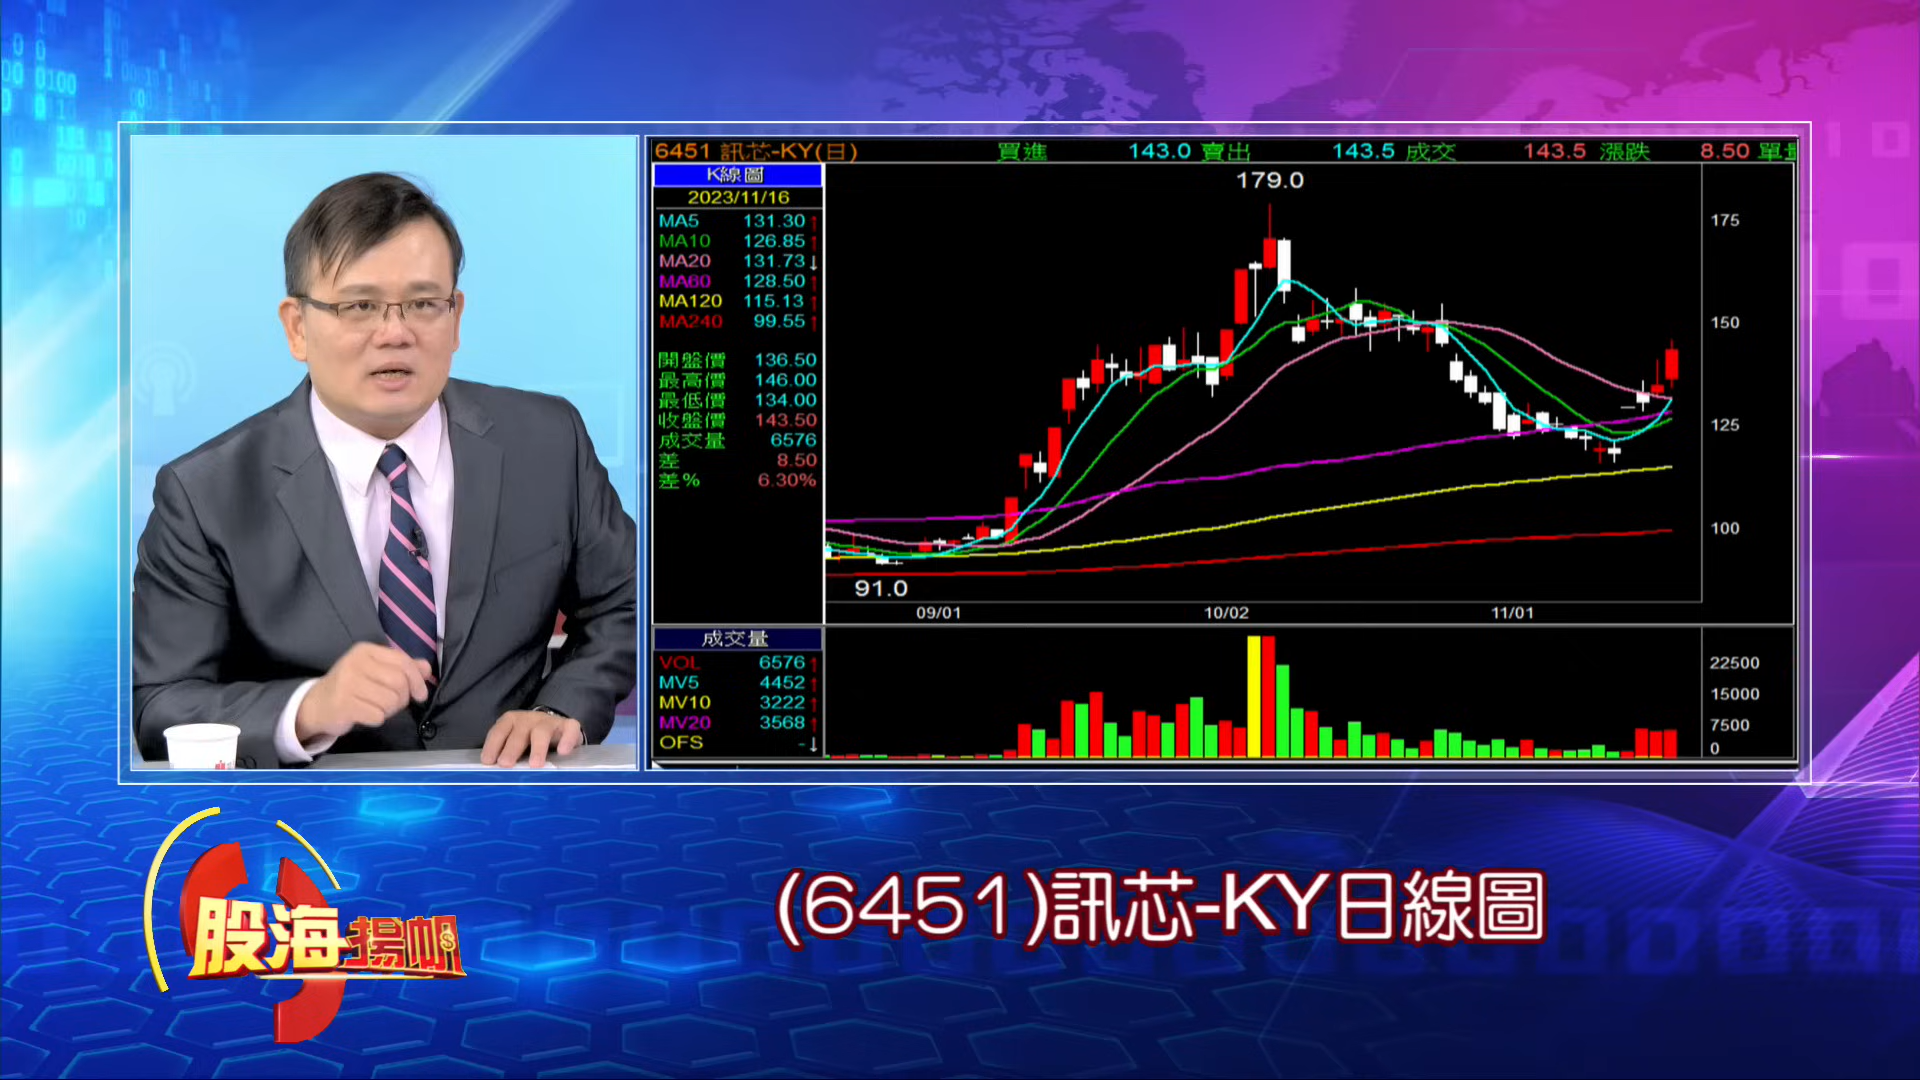 6451 訊芯-KY(日) 買進 143.0 賣出 143.5 成交 143.5 漲跌 8.50 單量
K線圖
2023/11/16
MA5 131.30↑
MA10 126.85↑
MA20 131.73↓
MA60 128.50↑
MA120 115.13↑
MA240 99.55↑
開盤價 136.50
最高價 146.00
最低價 134.00
收盤價 143.50
成交量 6576
差 8.50
差% 6.30%
179.0
91.0
175
150
125
100
09/01 10/02 11/01
成交量
VOL 6576↑
MV5 4452↑
MV10 3222↑
MV20 3568↑
OFS -↓
22500
15000
7500
0
股海揚帆
(6451)訊芯-KY日線圖